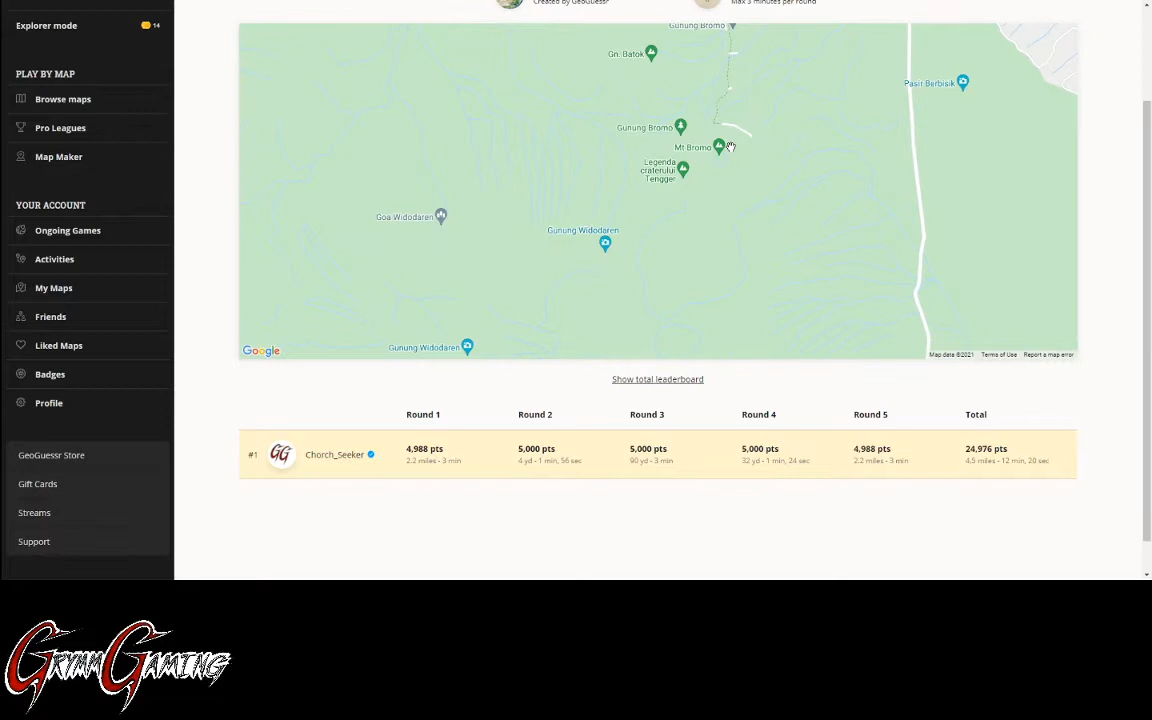 Created by GeoGuessr
Max 3 minutes per round
Explorer mode
14
PLAY BY MAP
Browse maps
Pro Leagues
Map Maker
YOUR ACCOUNT
Ongoing Games
Activities
My Maps
Friends
Liked Maps
Badges
Profile
GeoGuessr Store
Gift Cards
Streams
Support
Gunung Bromo
Gn. Batok
Pasir Berbisik
Gunung Bromo
Mt Bromo
Legenda
craterului
Tengger
Goa Widodaren
Gunung Widodaren
Gunung Widodaren
Google
Map data ©2021
Terms of Use
Report a map error
Show total leaderboard
Round 1 Round 2 Round 3 Round 4 Round 5 Total
#1 GG Chorch_Seeker 4,988 pts 5,000 pts 5,000 pts 5,000 pts 4,988 pts 24,976 pts
2.2 miles - 3 min 4 yd - 1 min, 56 sec 90 yd - 3 min 32 yd - 1 min, 24 sec 2.2 miles - 3 min 4.5 miles - 12 min, 20 sec
GrymmGaming